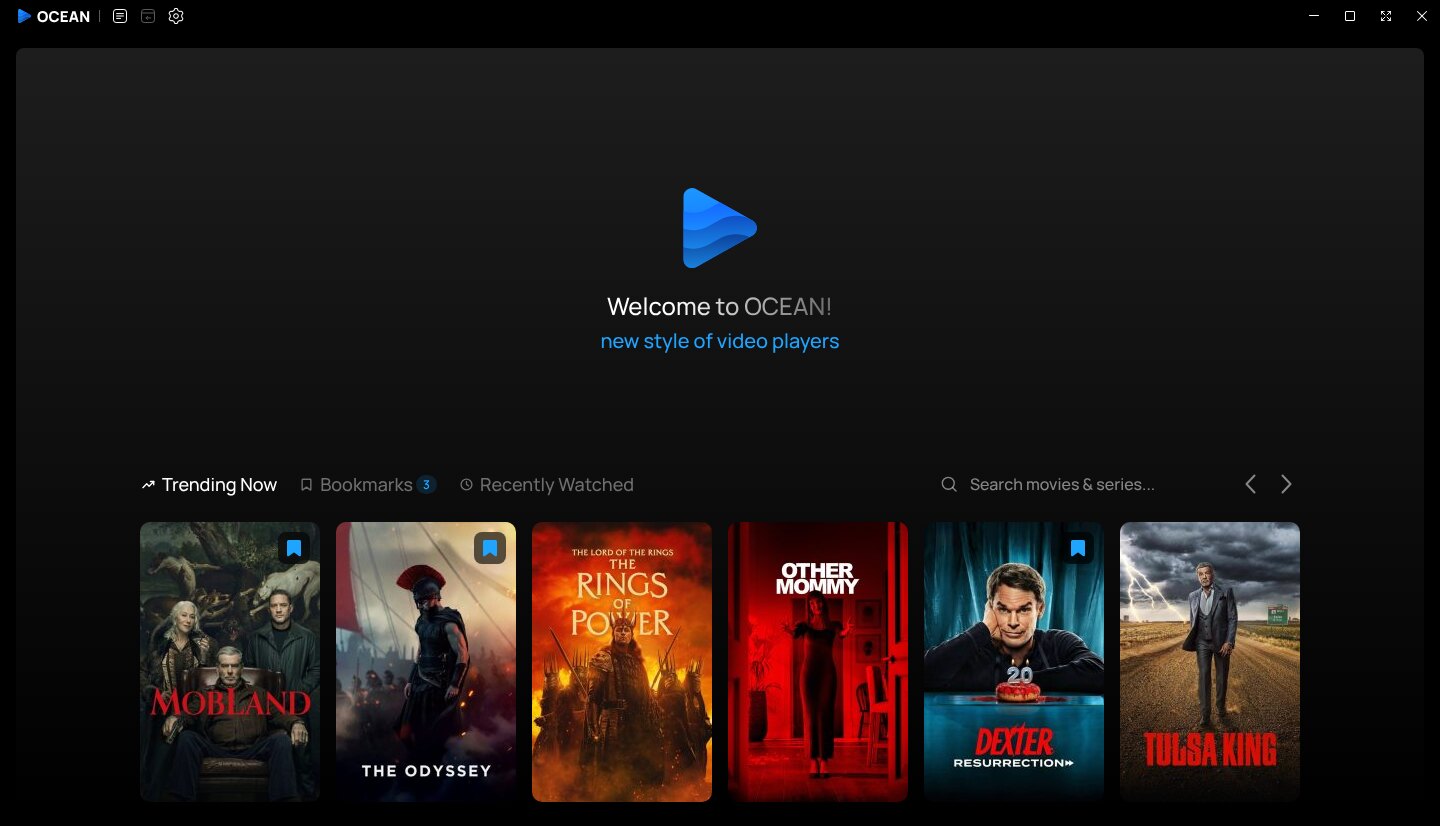 OCEAN
Welcome to OCEAN!
new style of video players
Trending Now
Bookmarks 3
Recently Watched
Search movies & series...
MOBLAND
THE ODYSSEY
THE LORD OF THE RINGS
THE
RINGS
OF
POWER
OTHER
MOMMY
20
DEXTER
RESURRECTION
TULSA KING